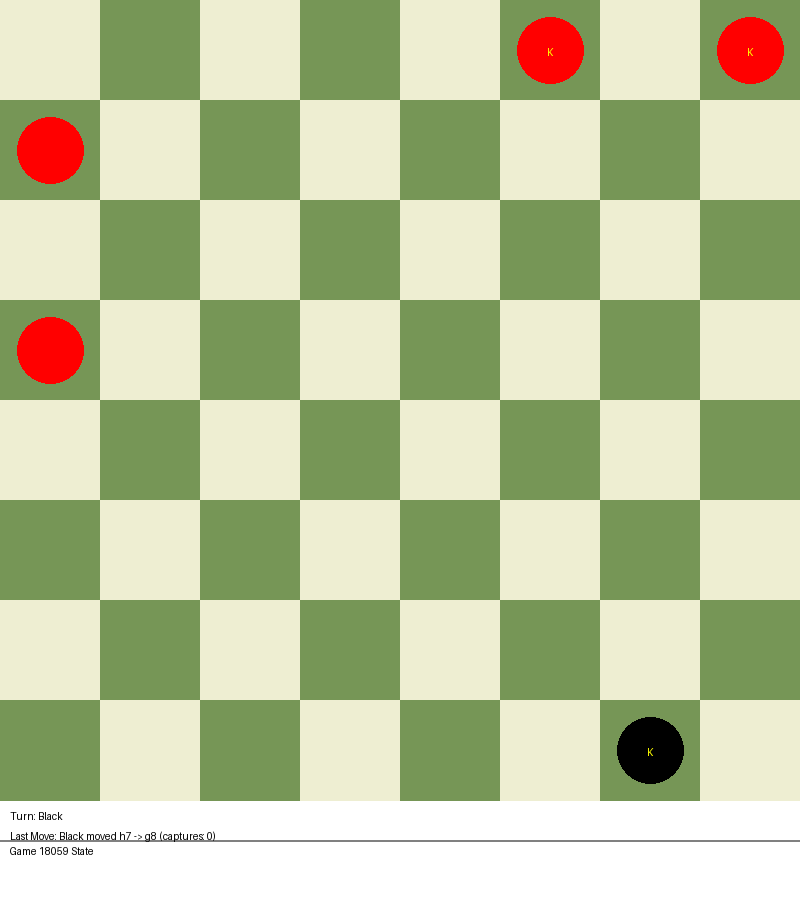 K K
K
Turn: Black
Last Move: Black moved h7 -> g8 (captures: 0)
Game 18059 State